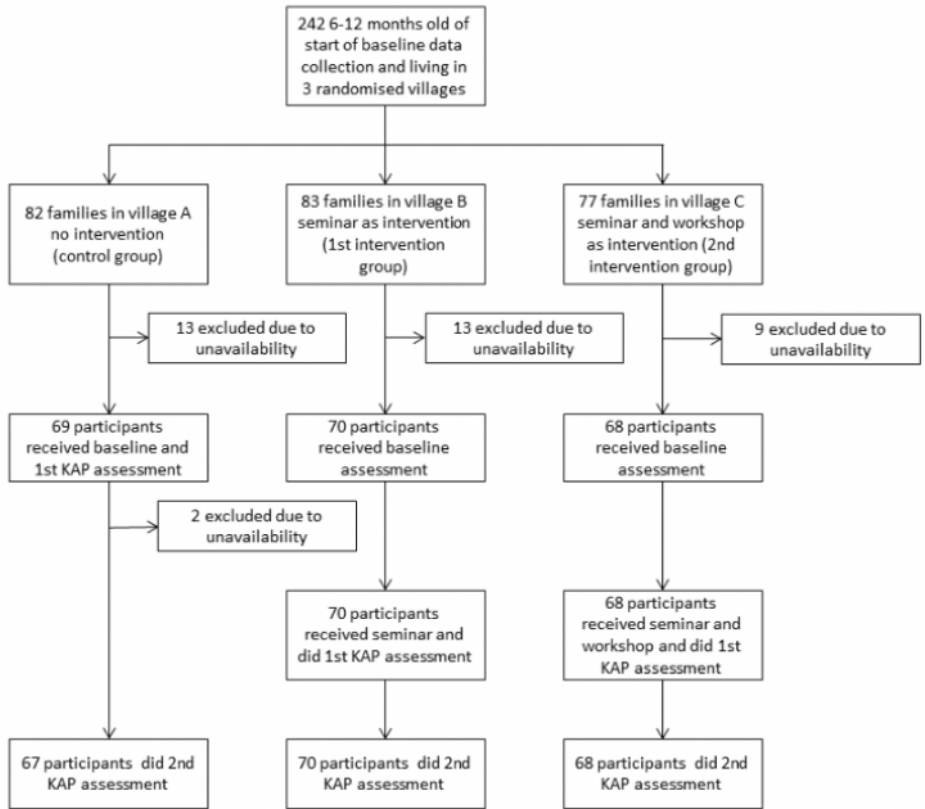 242 6-12 months old of
start of baseline data
collection and living in
3 randomised villages
82 families in village A
no intervention
(control group)
83 families in village B
seminar as intervention
(1st intervention
group)
77 families in village C
seminar and workshop
as intervention (2nd
intervention group)
13 excluded due to
unavailability
13 excluded due to
unavailability
9 excluded due to
unavailability
69 participants
received baseline and
1st KAP assessment
70 participants
received baseline
assessment
68 participants
received baseline
assessment
2 excluded due to
unavailability
70 participants
received seminar and
did 1st KAP assessment
68 participants
received seminar and
workshop and did 1st
KAP assessment
67 participants did 2nd
KAP assessment
70 participants did 2nd
KAP assessment
68 participants did 2nd
KAP assessment